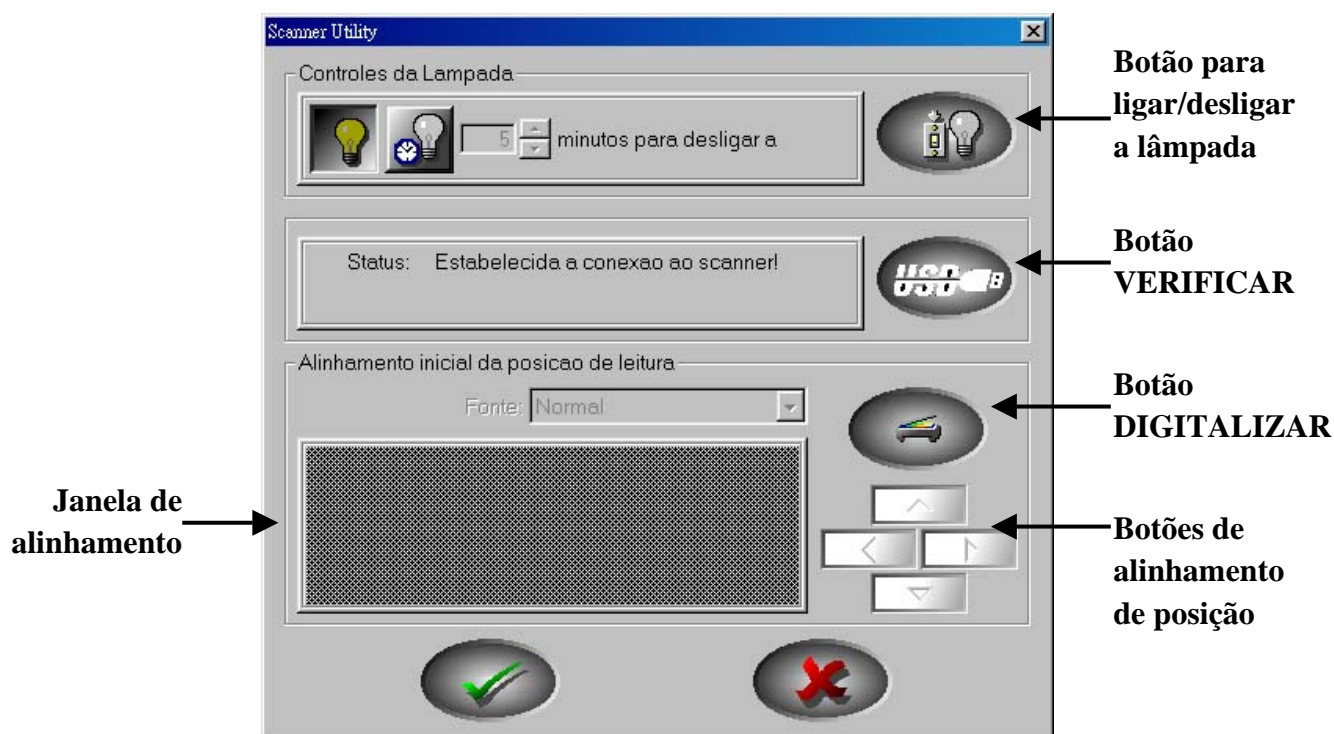 Scanner Utility
Controles da Lampada
5 minutos para desligar a
Botão para
ligar/desligar
a lâmpada
Status: Estabelecida a conexao ao scanner!
USB
Botão
VERIFICAR
Alinhamento inicial da posicao de leitura
Fonte: Normal
Botão
DIGITALIZAR
Janela de
alinhamento
Botões de
alinhamento
de posição